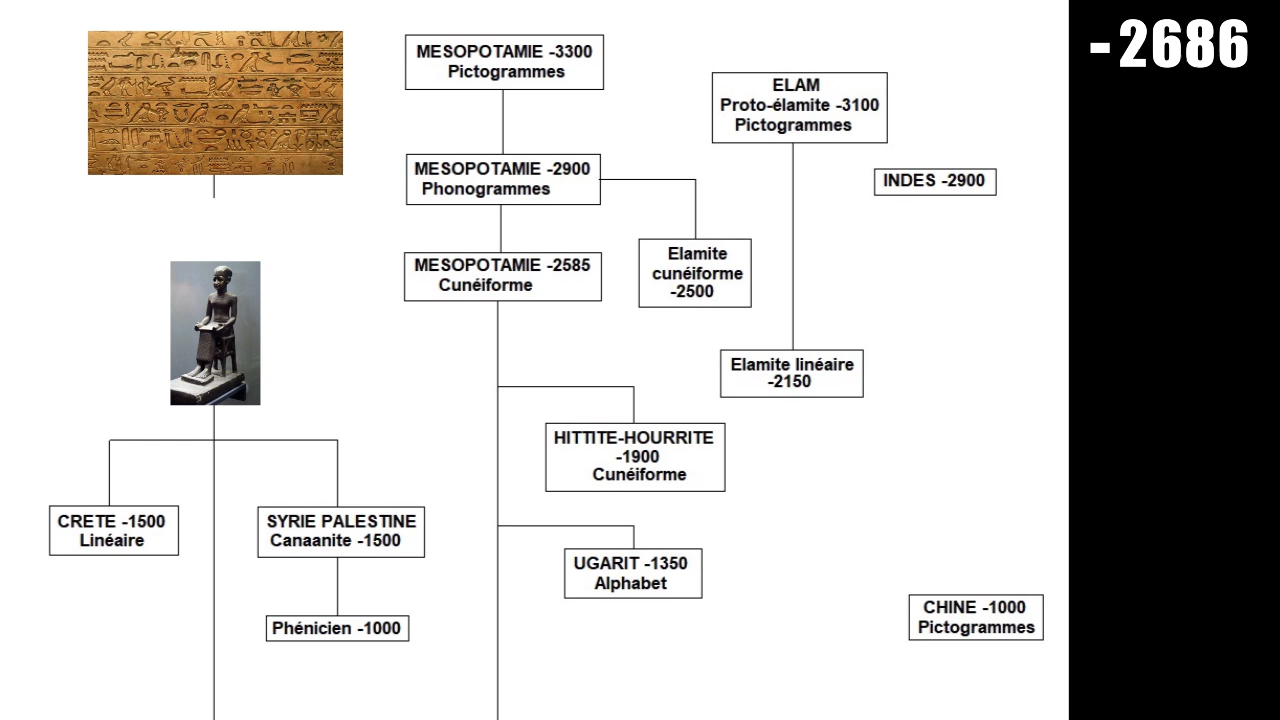 -2686
MESOPOTAMIE -3300
Pictogrammes
ELAM
Proto-élamite -3100
Pictogrammes
MESOPOTAMIE -2900
Phonogrammes
INDES -2900
MESOPOTAMIE -2585
Cunéiforme
Elamite
cunéiforme
-2500
Elamite linéaire
-2150
HITTITE-HOURRITE
-1900
Cunéiforme
CRETE -1500
Linéaire
SYRIE PALESTINE
Canaanite -1500
UGARIT -1350
Alphabet
Phénicien -1000
CHINE -1000
Pictogrammes